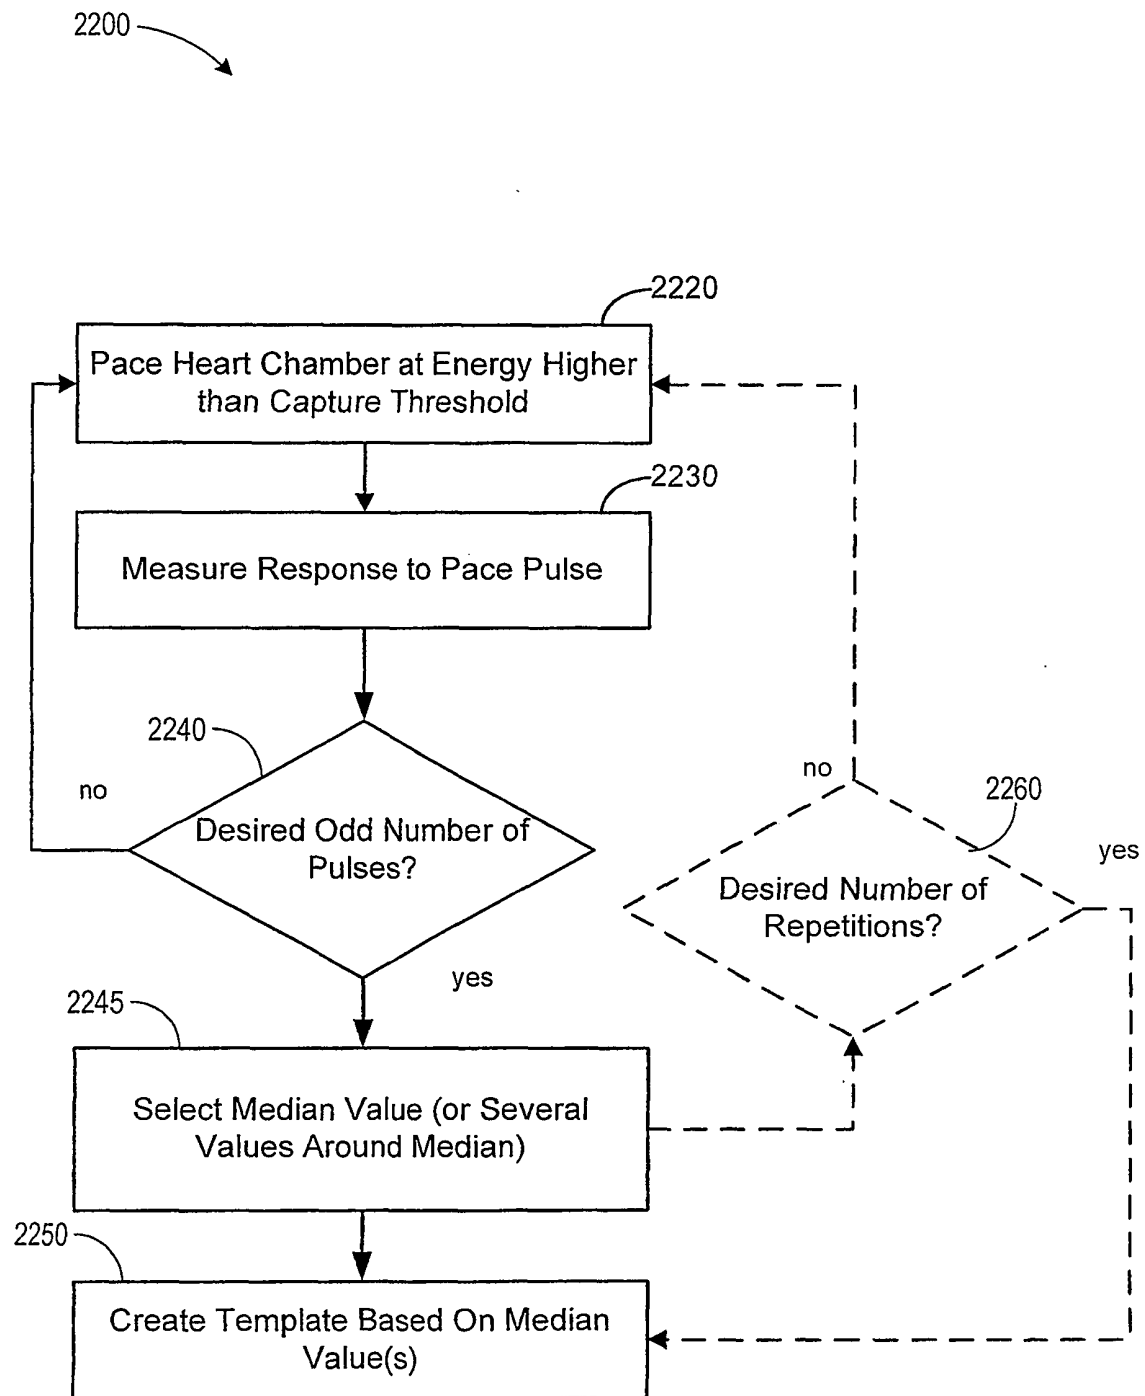 2200
2220
Pace Heart Chamber at Energy Higher
than Capture Threshold
2230
Measure Response to Pace Pulse
2240
no
Desired Odd Number of
Pulses?
yes
no
2260
yes
Desired Number of
Repetitions?
2245
Select Median Value (or Several
Values Around Median)
2250
Create Template Based On Median
Value(s)